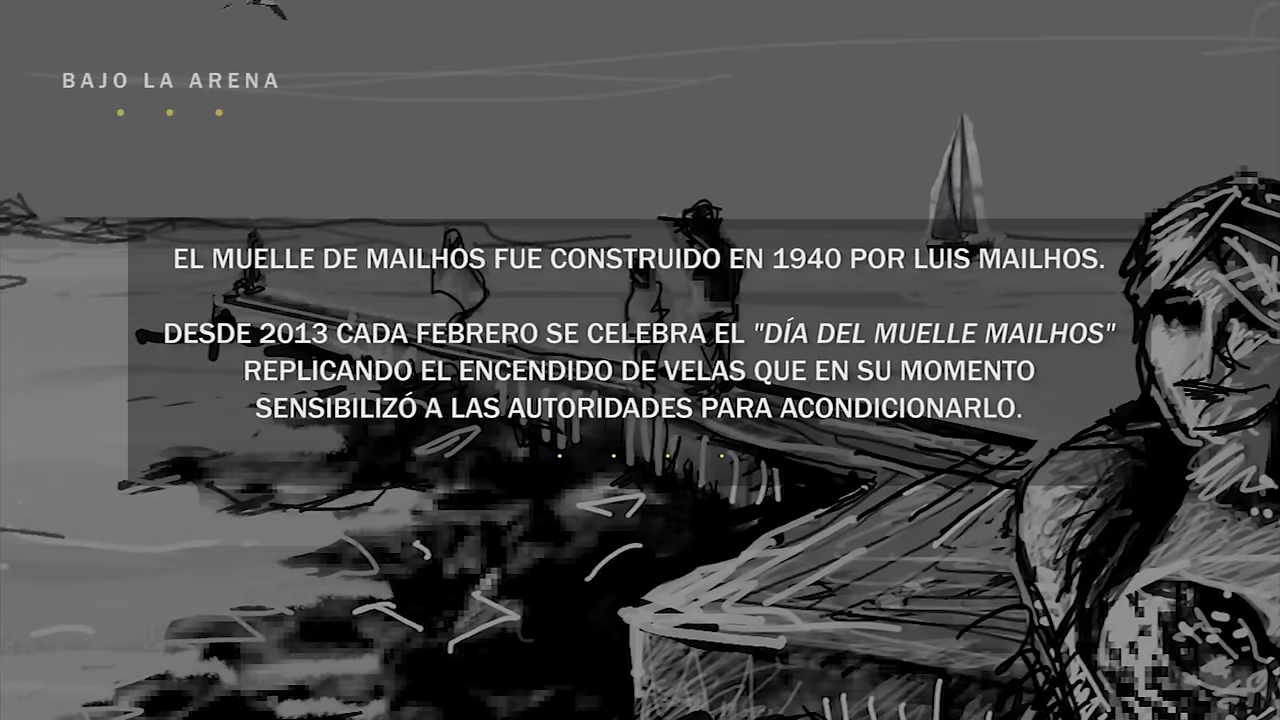 BAJO LA ARENA
EL MUELLE DE MAILHOS FUE CONSTRUIDO EN 1940 POR LUIS MAILHOS.
DESDE 2013 CADA FEBRERO SE CELEBRA EL "DÍA DEL MUELLE MAILHOS"
REPLICANDO EL ENCENDIDO DE VELAS QUE EN SU MOMENTO
SENSIBILIZÓ A LAS AUTORIDADES PARA ACONDICIONARLO.